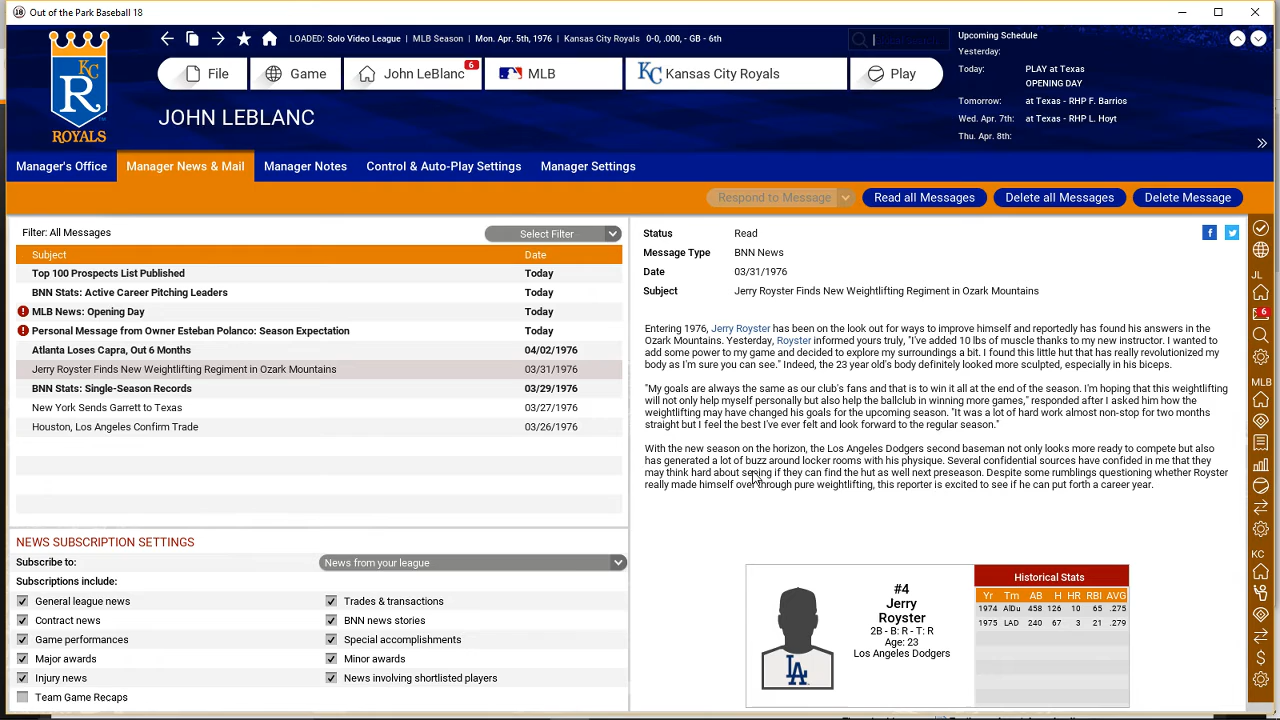 Out of the Park Baseball 18
LOADED: Solo Video League | MLB Season | Mon. Apr. 5th, 1976 | Kansas City Royals 0-0, .000, - GB - 6th
Upcoming Schedule
Yesterday:
Today: PLAY at Texas
OPENING DAY
Tomorrow: at Texas - RHP F. Barrios
Wed. Apr. 7th: at Texas - RHP L. Hoyt
Thu. Apr. 8th:
KC
R
ROYALS
File
Game
John LeBlanc
6
MLB
KC Kansas City Royals
Play
JOHN LEBLANC
Manager's Office
Manager News & Mail
Manager Notes
Control & Auto-Play Settings
Manager Settings
Respond to Message
Read all Messages
Delete all Messages
Delete Message
Filter: All Messages
Select Filter
Subject Date
Top 100 Prospects List Published Today
BNN Stats: Active Career Pitching Leaders Today
MLB News: Opening Day Today
Personal Message from Owner Esteban Polanco: Season Expectation Today
Atlanta Loses Capra, Out 6 Months 04/02/1976
Jerry Royster Finds New Weightlifting Regiment in Ozark Mountains 03/31/1976
BNN Stats: Single-Season Records 03/29/1976
New York Sends Garrett to Texas 03/27/1976
Houston, Los Angeles Confirm Trade 03/26/1976
NEWS SUBSCRIPTION SETTINGS
Subscribe to: News from your league
Subscriptions include:
General league news Trades & transactions
Contract news BNN news stories
Game performances Special accomplishments
Major awards Minor awards
Injury news News involving shortlisted players
Team Game Recaps
Status Read
Message Type BNN News
Date 03/31/1976
Subject Jerry Royster Finds New Weightlifting Regiment in Ozark Mountains
Entering 1976, Jerry Royster has been on the look out for ways to improve himself and reportedly has found his answers in the
Ozark Mountains. Yesterday, Royster informed yours truly, "I've added 10 lbs of muscle thanks to my new instructor. I wanted to
add some power to my game and decided to explore my surroundings a bit. I found this little hut that has really revolutionized my
body as I'm sure you can see." Indeed, the 23 year old's body definitely looked more sculpted, especially in his biceps.
"My goals are always the same as our club's fans and that is to win it all at the end of the season. I'm hoping that this weightlifting
will not only help myself personally but also help the ballclub in winning more games," responded after I asked him how the
weightlifting may have changed his goals for the upcoming season. "It was a lot of hard work almost non-stop for two months
straight but I feel the best I've ever felt and look forward to the regular season."
With the new season on the horizon, the Los Angeles Dodgers second baseman not only looks more ready to compete but also
has generated a lot of buzz around locker rooms with his physique. Several confidential sources have confided in me that they
may think hard about seeing if they can find the hut as well next preseason. Despite some rumblings questioning whether Royster
really made himself over through pure weightlifting, this reporter is excited to see if he can put forth a career year.
LA
#4
Jerry
Royster
2B - B: R - T: R
Age: 23
Los Angeles Dodgers
Historical Stats
Yr Tm AB H HR RBI AVG
1974 AlDu 458 126 10 65 .275
1975 LAD 240 67 3 21 .279
JL
6
MLB
KC